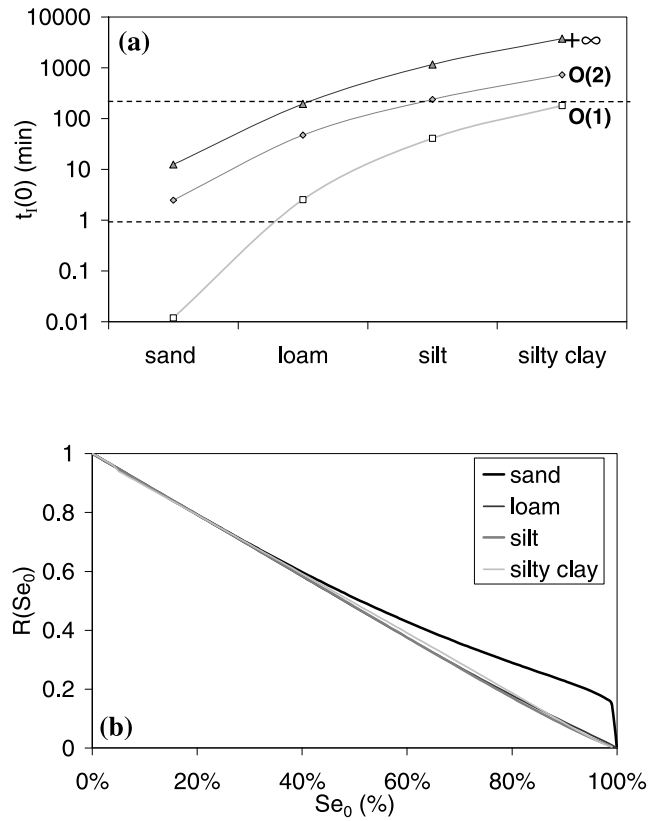 (a)
t_I(0) (min)
10000
1000
100
10
1
0.1
0.01
+∞
O(2)
O(1)
sand loam silt silty clay
(b)
R(Se₀)
1
0.8
0.6
0.4
0.2
0
sand
loam
silt
silty clay
0% 20% 40% 60% 80% 100%
Se₀ (%)